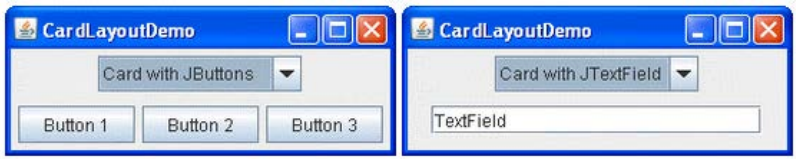 CardLayoutDemo
Card with JButtons
Button 1 Button 2 Button 3
CardLayoutDemo
Card with JTextField
TextField